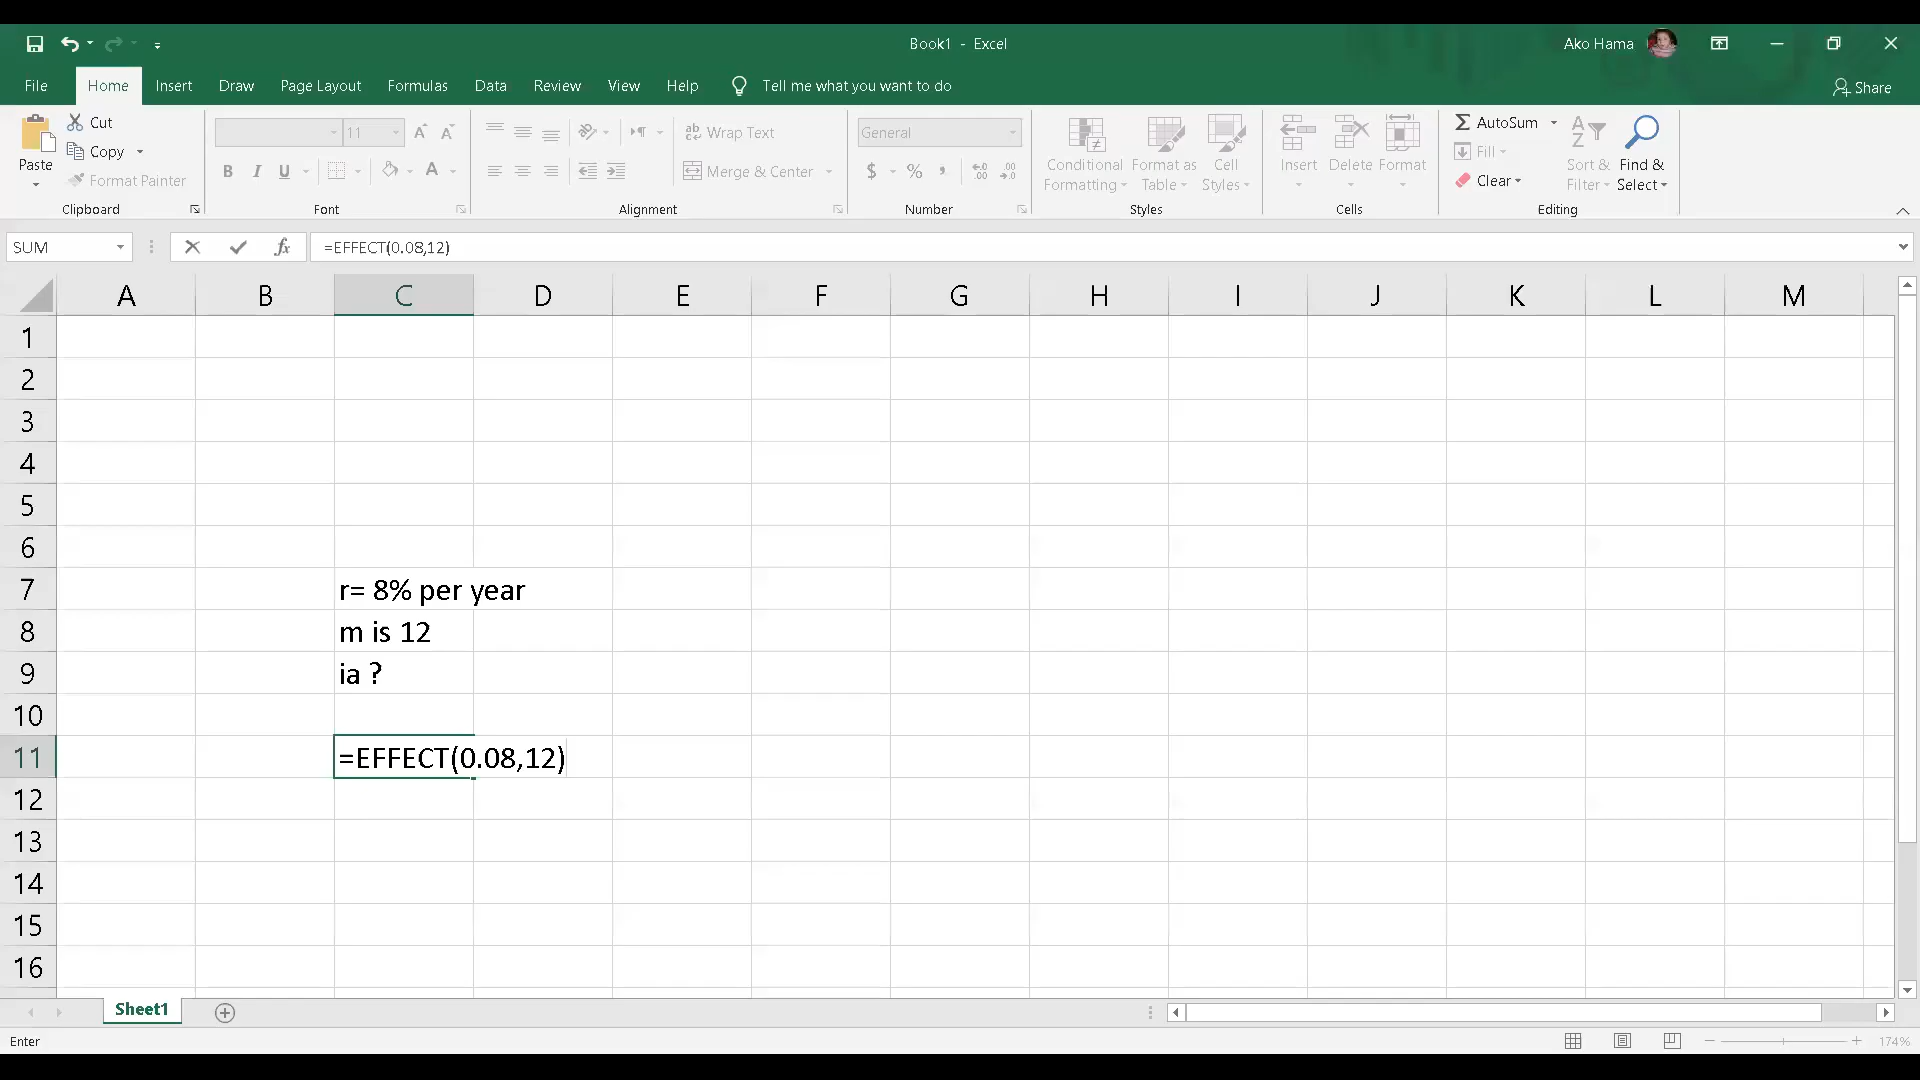 Book1 - Excel
Ako Hama
File Home Insert Draw Page Layout Formulas Data Review View Help Tell me what you want to do
Share
Paste
Cut
Copy
Format Painter
Clipboard
11
A A
B I U
A
Font
ab Wrap Text
Merge & Center
Alignment
General
$ % ,
Number
Conditional Formatting
Format as Table
Cell Styles
Styles
Insert Delete Format
Cells
AutoSum
Fill
Clear
Sort & Filter
Find & Select
Editing
SUM
fx
=EFFECT(0.08,12)
A B C D E F G H I J K L M
1
2
3
4
5
6
7 r= 8% per year
8 m is 12
9 ia ?
10
11 =EFFECT(0.08,12)
12
13
14
15
16
Sheet1
Enter
174%